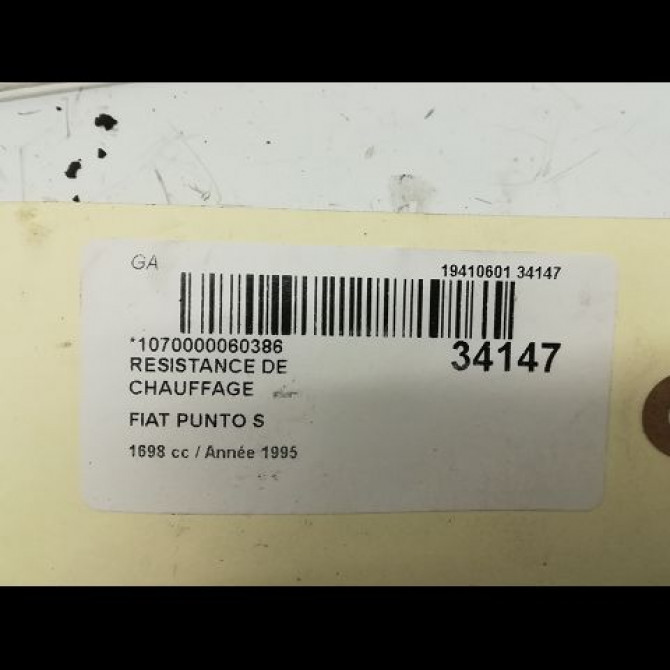 GA
19410601 34147
*1070000060386
34147
RESISTANCE DE
CHAUFFAGE
FIAT PUNTO S
1698 cc / Année 1995